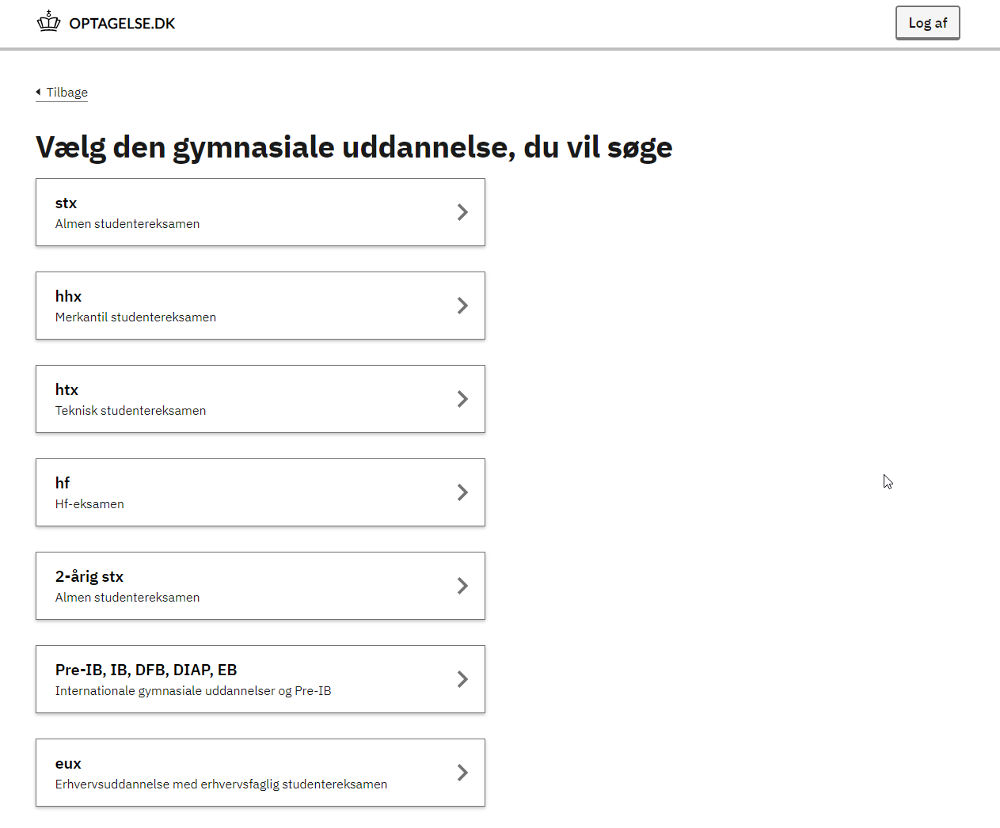 OPTAGELSE.DK
Log af
Tilbage
Vælg den gymnasiale uddannelse, du vil søge
stx
Almen studentereksamen
hhx
Merkantil studentereksamen
htx
Teknisk studentereksamen
hf
Hf-eksamen
2-årig stx
Almen studentereksamen
Pre-IB, IB, DFB, DIAP, EB
Internationale gymnasiale uddannelser og Pre-IB
eux
Erhvervsuddannelse med erhvervsfaglig studentereksamen